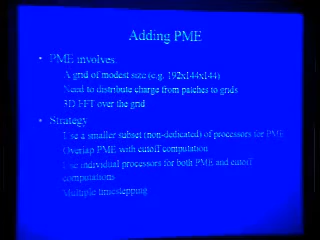 Adding PME
• PME involves:
A grid of modest size (e.g. 192x144x144)
Need to distribute charge from patches to grids
3D FFT over the grid
• Strategy
Use a smaller subset (non-dedicated) of processors for PME
Overlap PME with cutoff computation
Use individual processors for both PME and cutoff
computations
Multiple timestepping